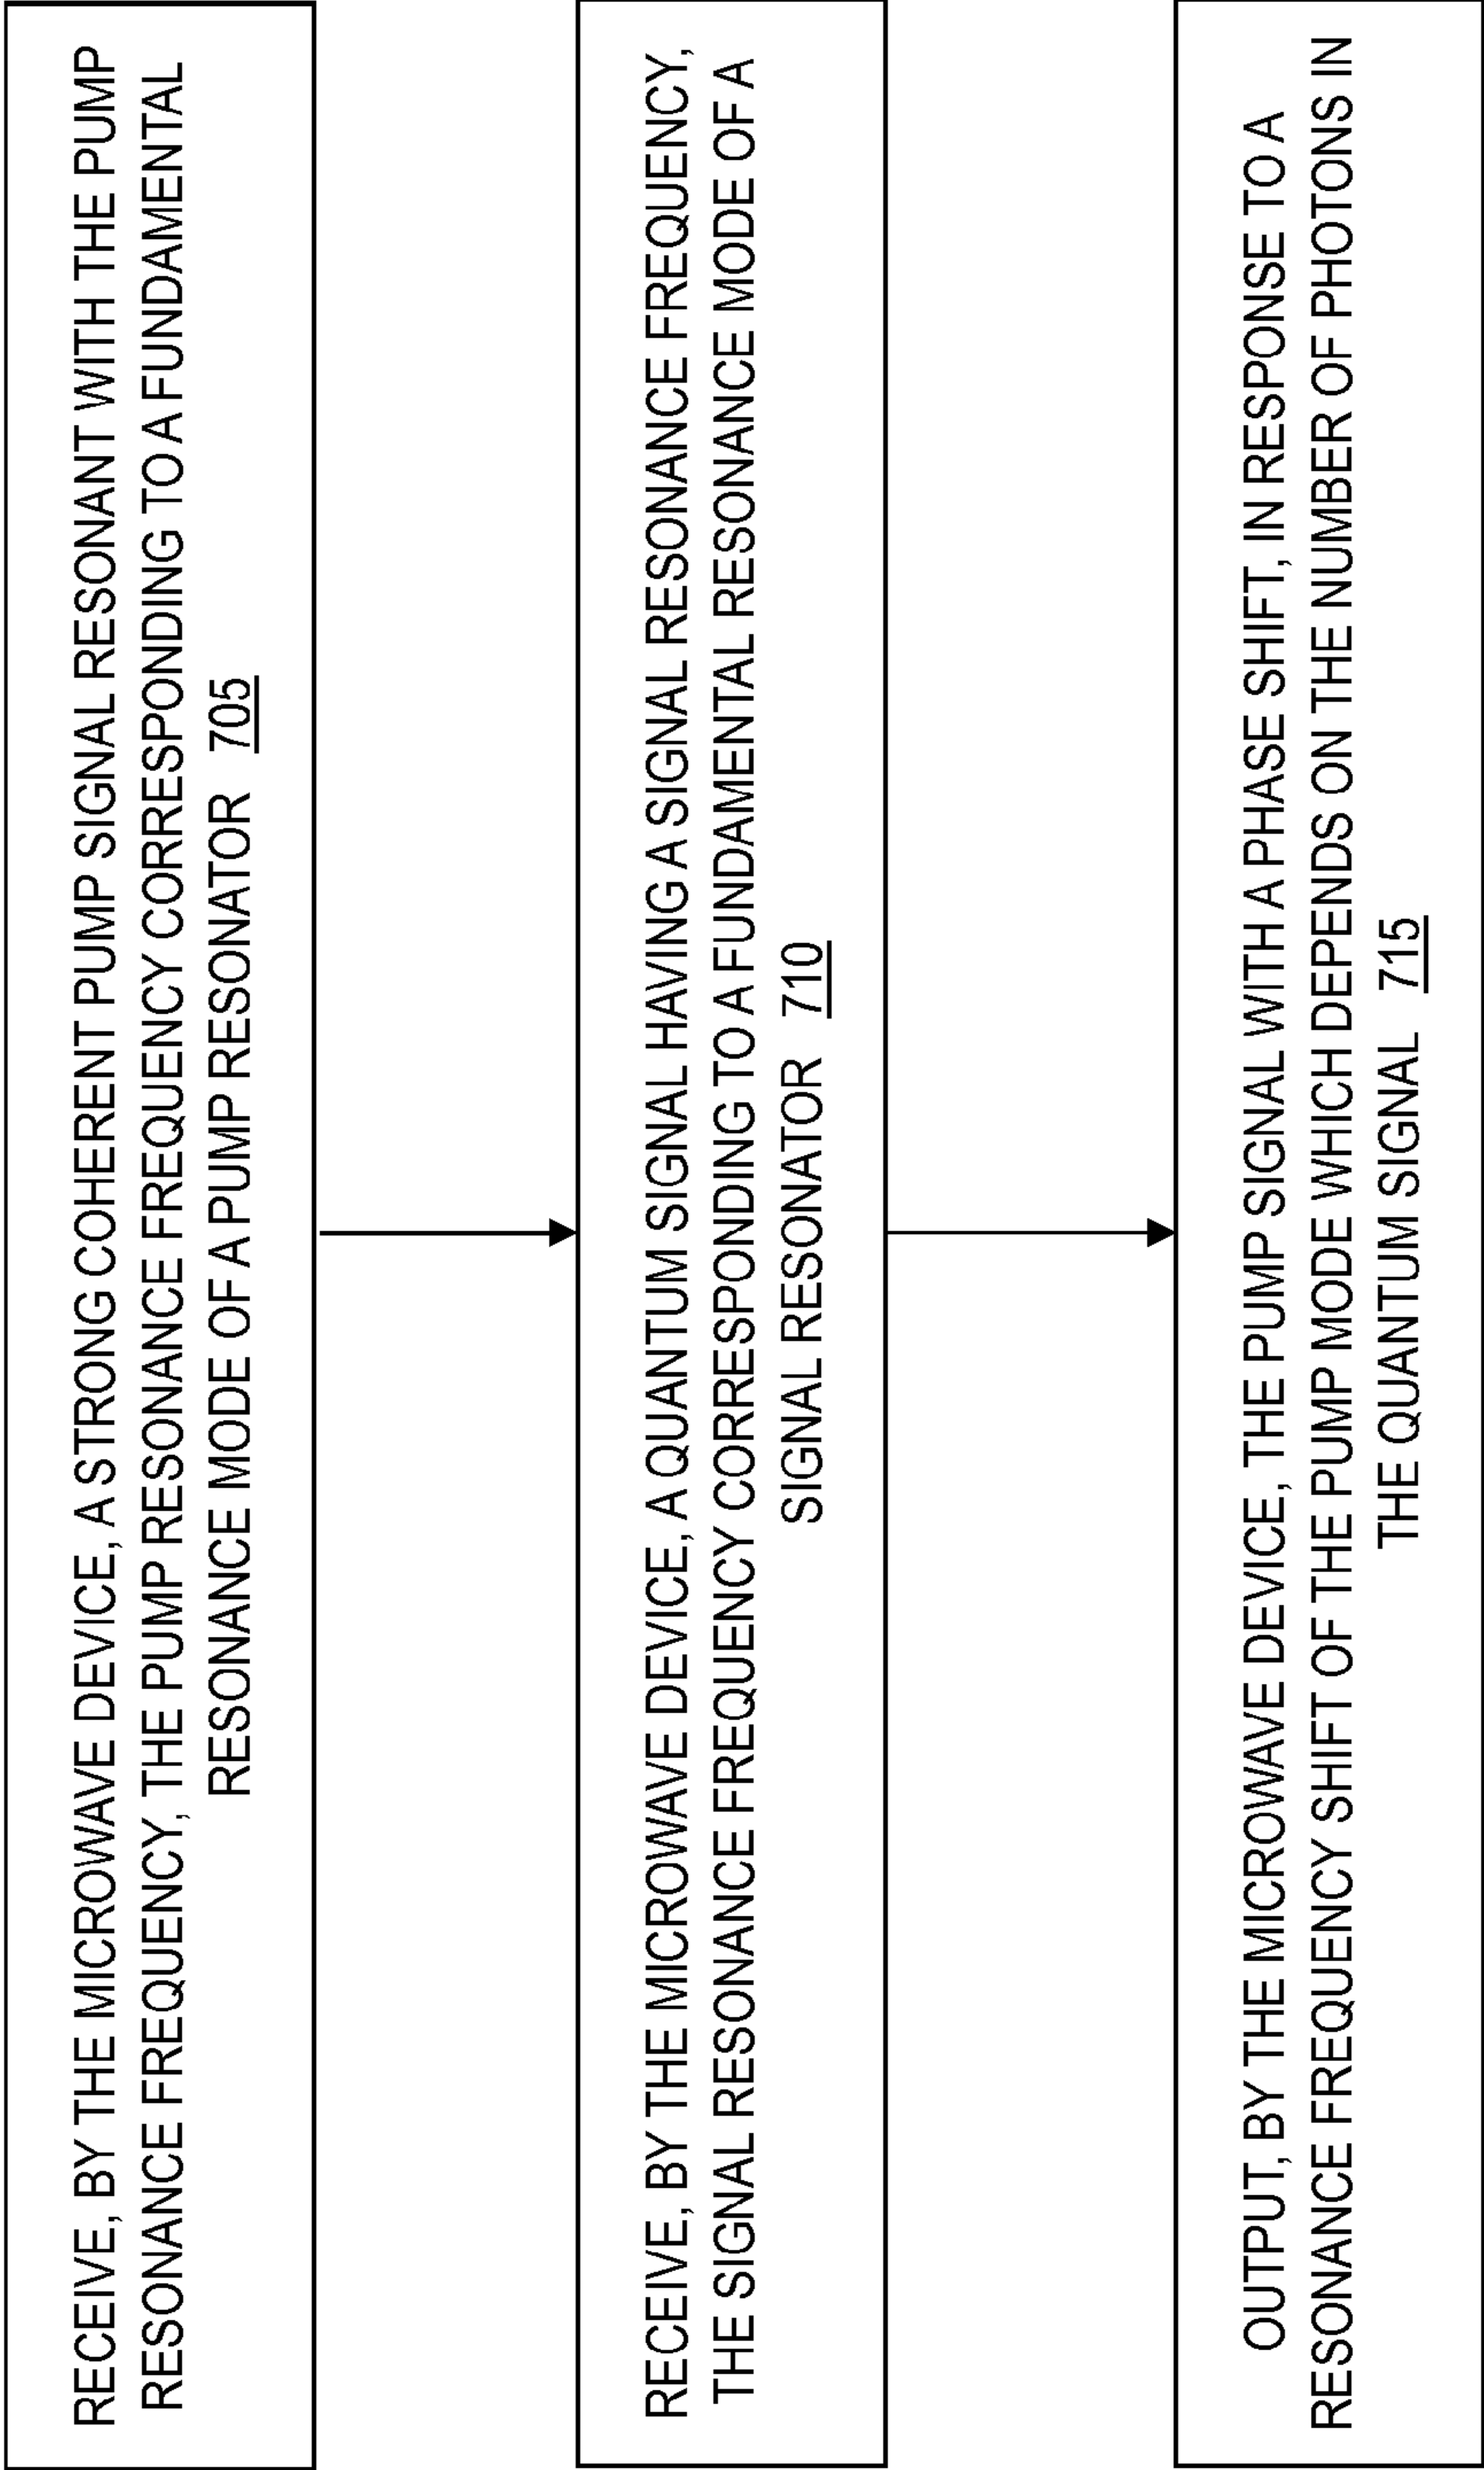 RECEIVE, BY THE MICROWAVE DEVICE, A STRONG COHERENT PUMP SIGNAL RESONANT WITH THE PUMP
RESONANCE FREQUENCY, THE PUMP RESONANCE FREQUENCY CORRESPONDING TO A FUNDAMENTAL
RESONANCE MODE OF A PUMP RESONATOR 705
RECEIVE, BY THE MICROWAVE DEVICE, A QUANTUM SIGNAL HAVING A SIGNAL RESONANCE FREQUENCY,
THE SIGNAL RESONANCE FREQUENCY CORRESPONDING TO A FUNDAMENTAL RESONANCE MODE OF A
SIGNAL RESONATOR 710
OUTPUT, BY THE MICROWAVE DEVICE, THE PUMP SIGNAL WITH A PHASE SHIFT, IN RESPONSE TO A
RESONANCE FREQUENCY SHIFT OF THE PUMP MODE WHICH DEPENDS ON THE NUMBER OF PHOTONS IN
THE QUANTUM SIGNAL 715